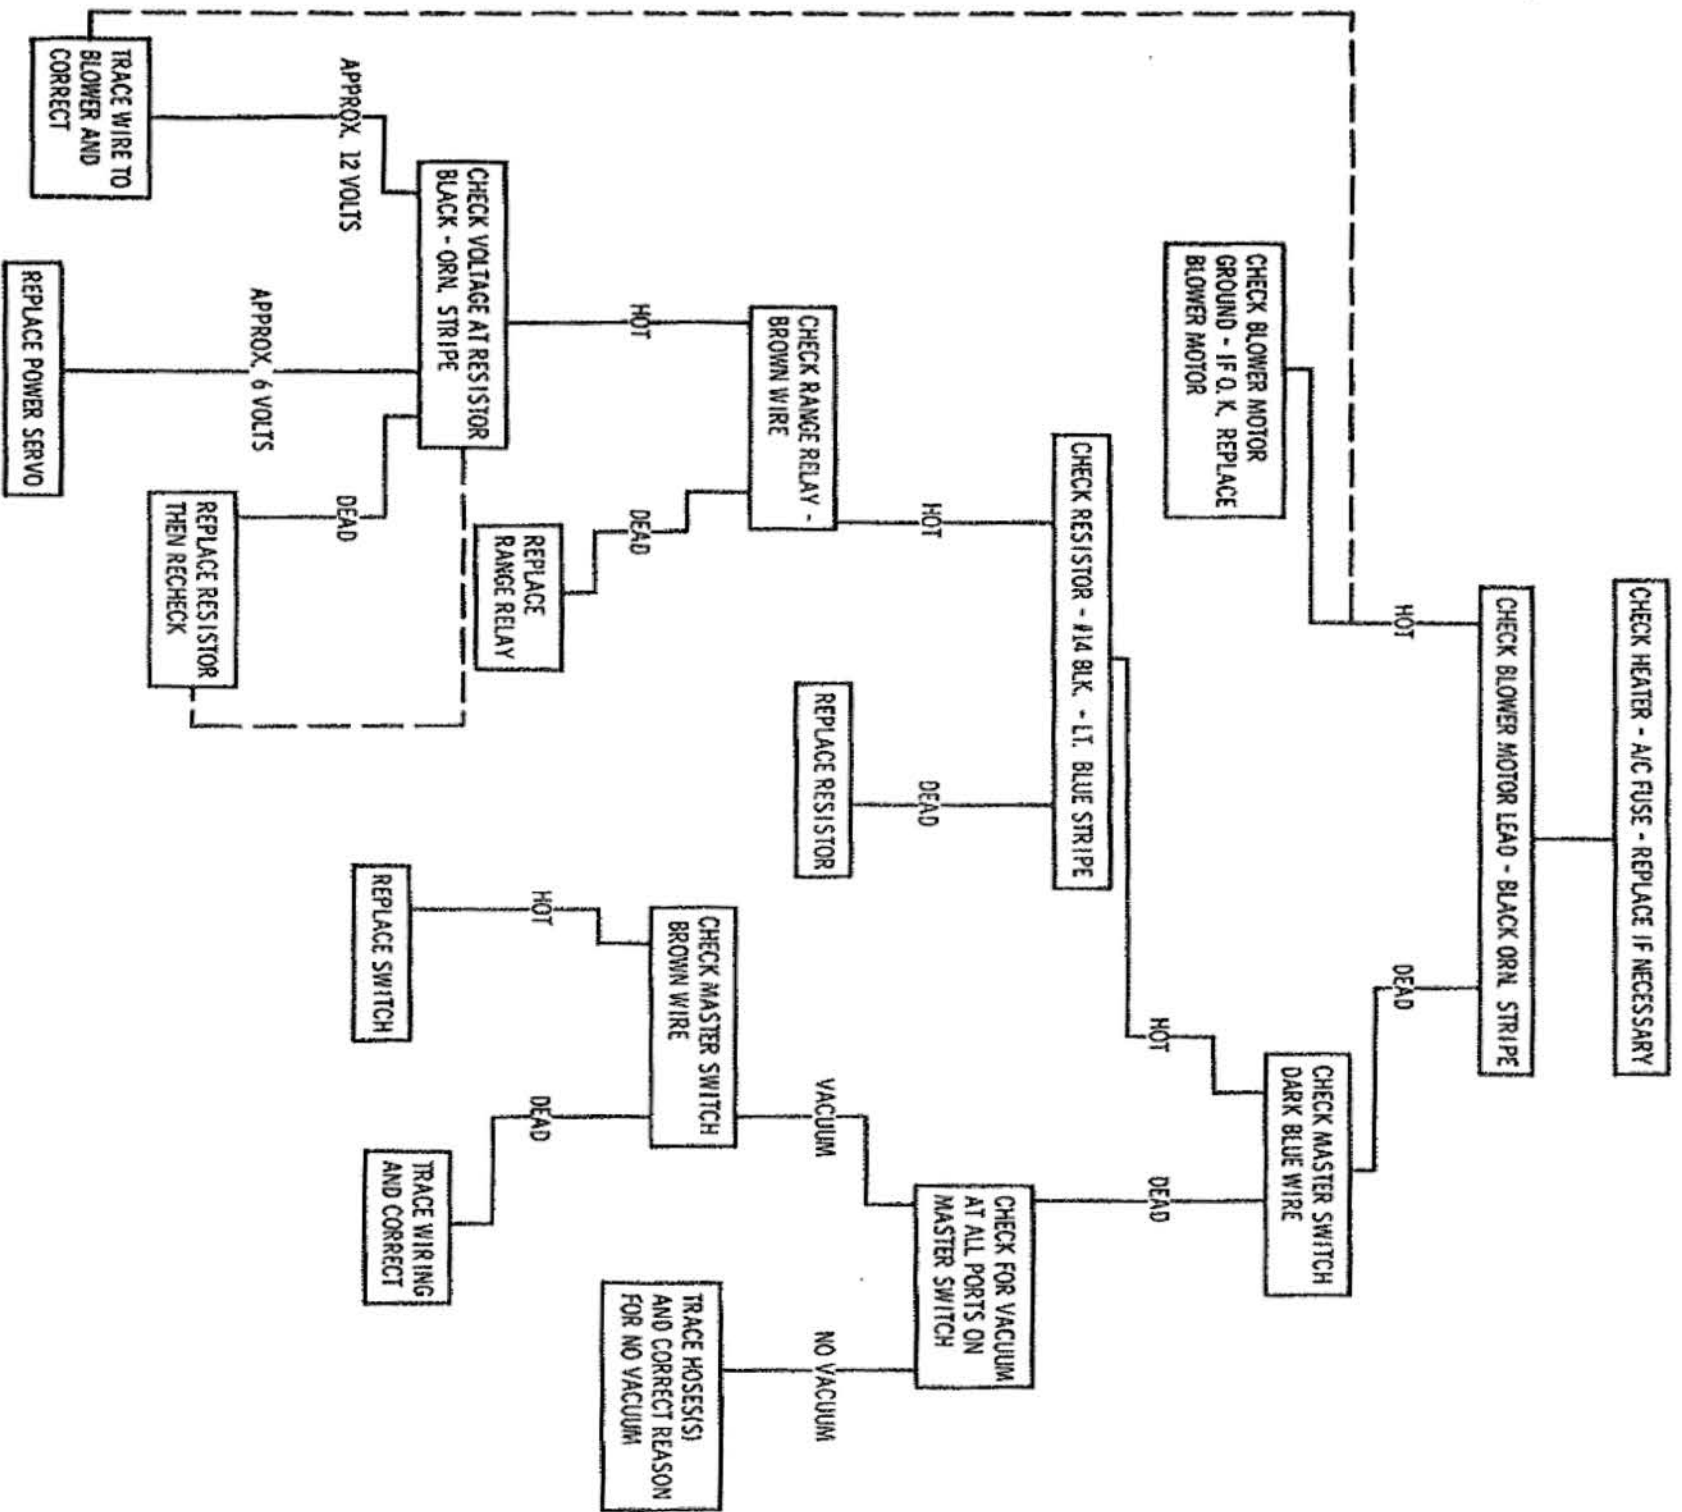 CHECK HEATER - A/C FUSE - REPLACE IF NECESSARY
CHECK BLOWER MOTOR LEAD - BLACK ORN. STRIPE
HOT
DEAD
CHECK BLOWER MOTOR
GROUND - IF O.K. REPLACE
BLOWER MOTOR
CHECK MASTER SWITCH
DARK BLUE WIRE
HOT
DEAD
CHECK RESISTOR - #14 BLK. - LT. BLUE STRIPE
CHECK FOR VACUUM
AT ALL PORTS ON
MASTER SWITCH
HOT
DEAD
VACUUM
NO VACUUM
CHECK RANGE RELAY -
BROWN WIRE
REPLACE RESISTOR
CHECK MASTER SWITCH
BROWN WIRE
TRACE HOSES(S)
AND CORRECT REASON
FOR NO VACUUM
HOT
DEAD
HOT
DEAD
CHECK VOLTAGE AT RESISTOR
BLACK - ORN. STRIPE
REPLACE
RANGE RELAY
REPLACE SWITCH
TRACE WIRING
AND CORRECT
APPROX. 12 VOLTS
APPROX. 6 VOLTS
DEAD
TRACE WIRE TO
BLOWER AND
CORRECT
REPLACE POWER SERVO
REPLACE RESISTOR
THEN RECHECK